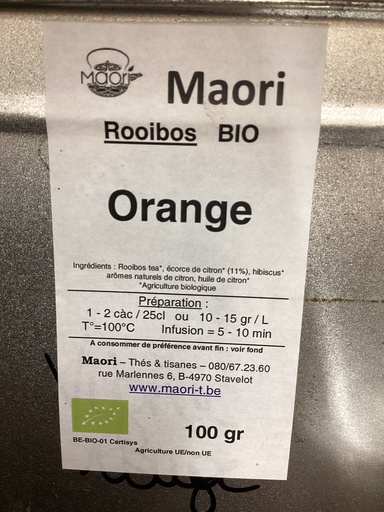 Maori
Maori
Rooibos BIO
Orange
Ingrédients : Rooibos tea*, écorce de citron* (11%), hibiscus*
arômes naturels de citron, huile de citron*
*Agriculture biologique
Préparation :
1 - 2 càc / 25cl ou 10 - 15 gr / L
T°=100°C Infusion = 5 - 10 min
A consommer de préférence avant fin : voir fond
Maori – Thés & tisanes – 080/67.23.60
rue Marlennes 6, B-4970 Stavelot
www.maori-t.be
100 gr
BE-BIO-01 Certisys
Agriculture UE/non UE